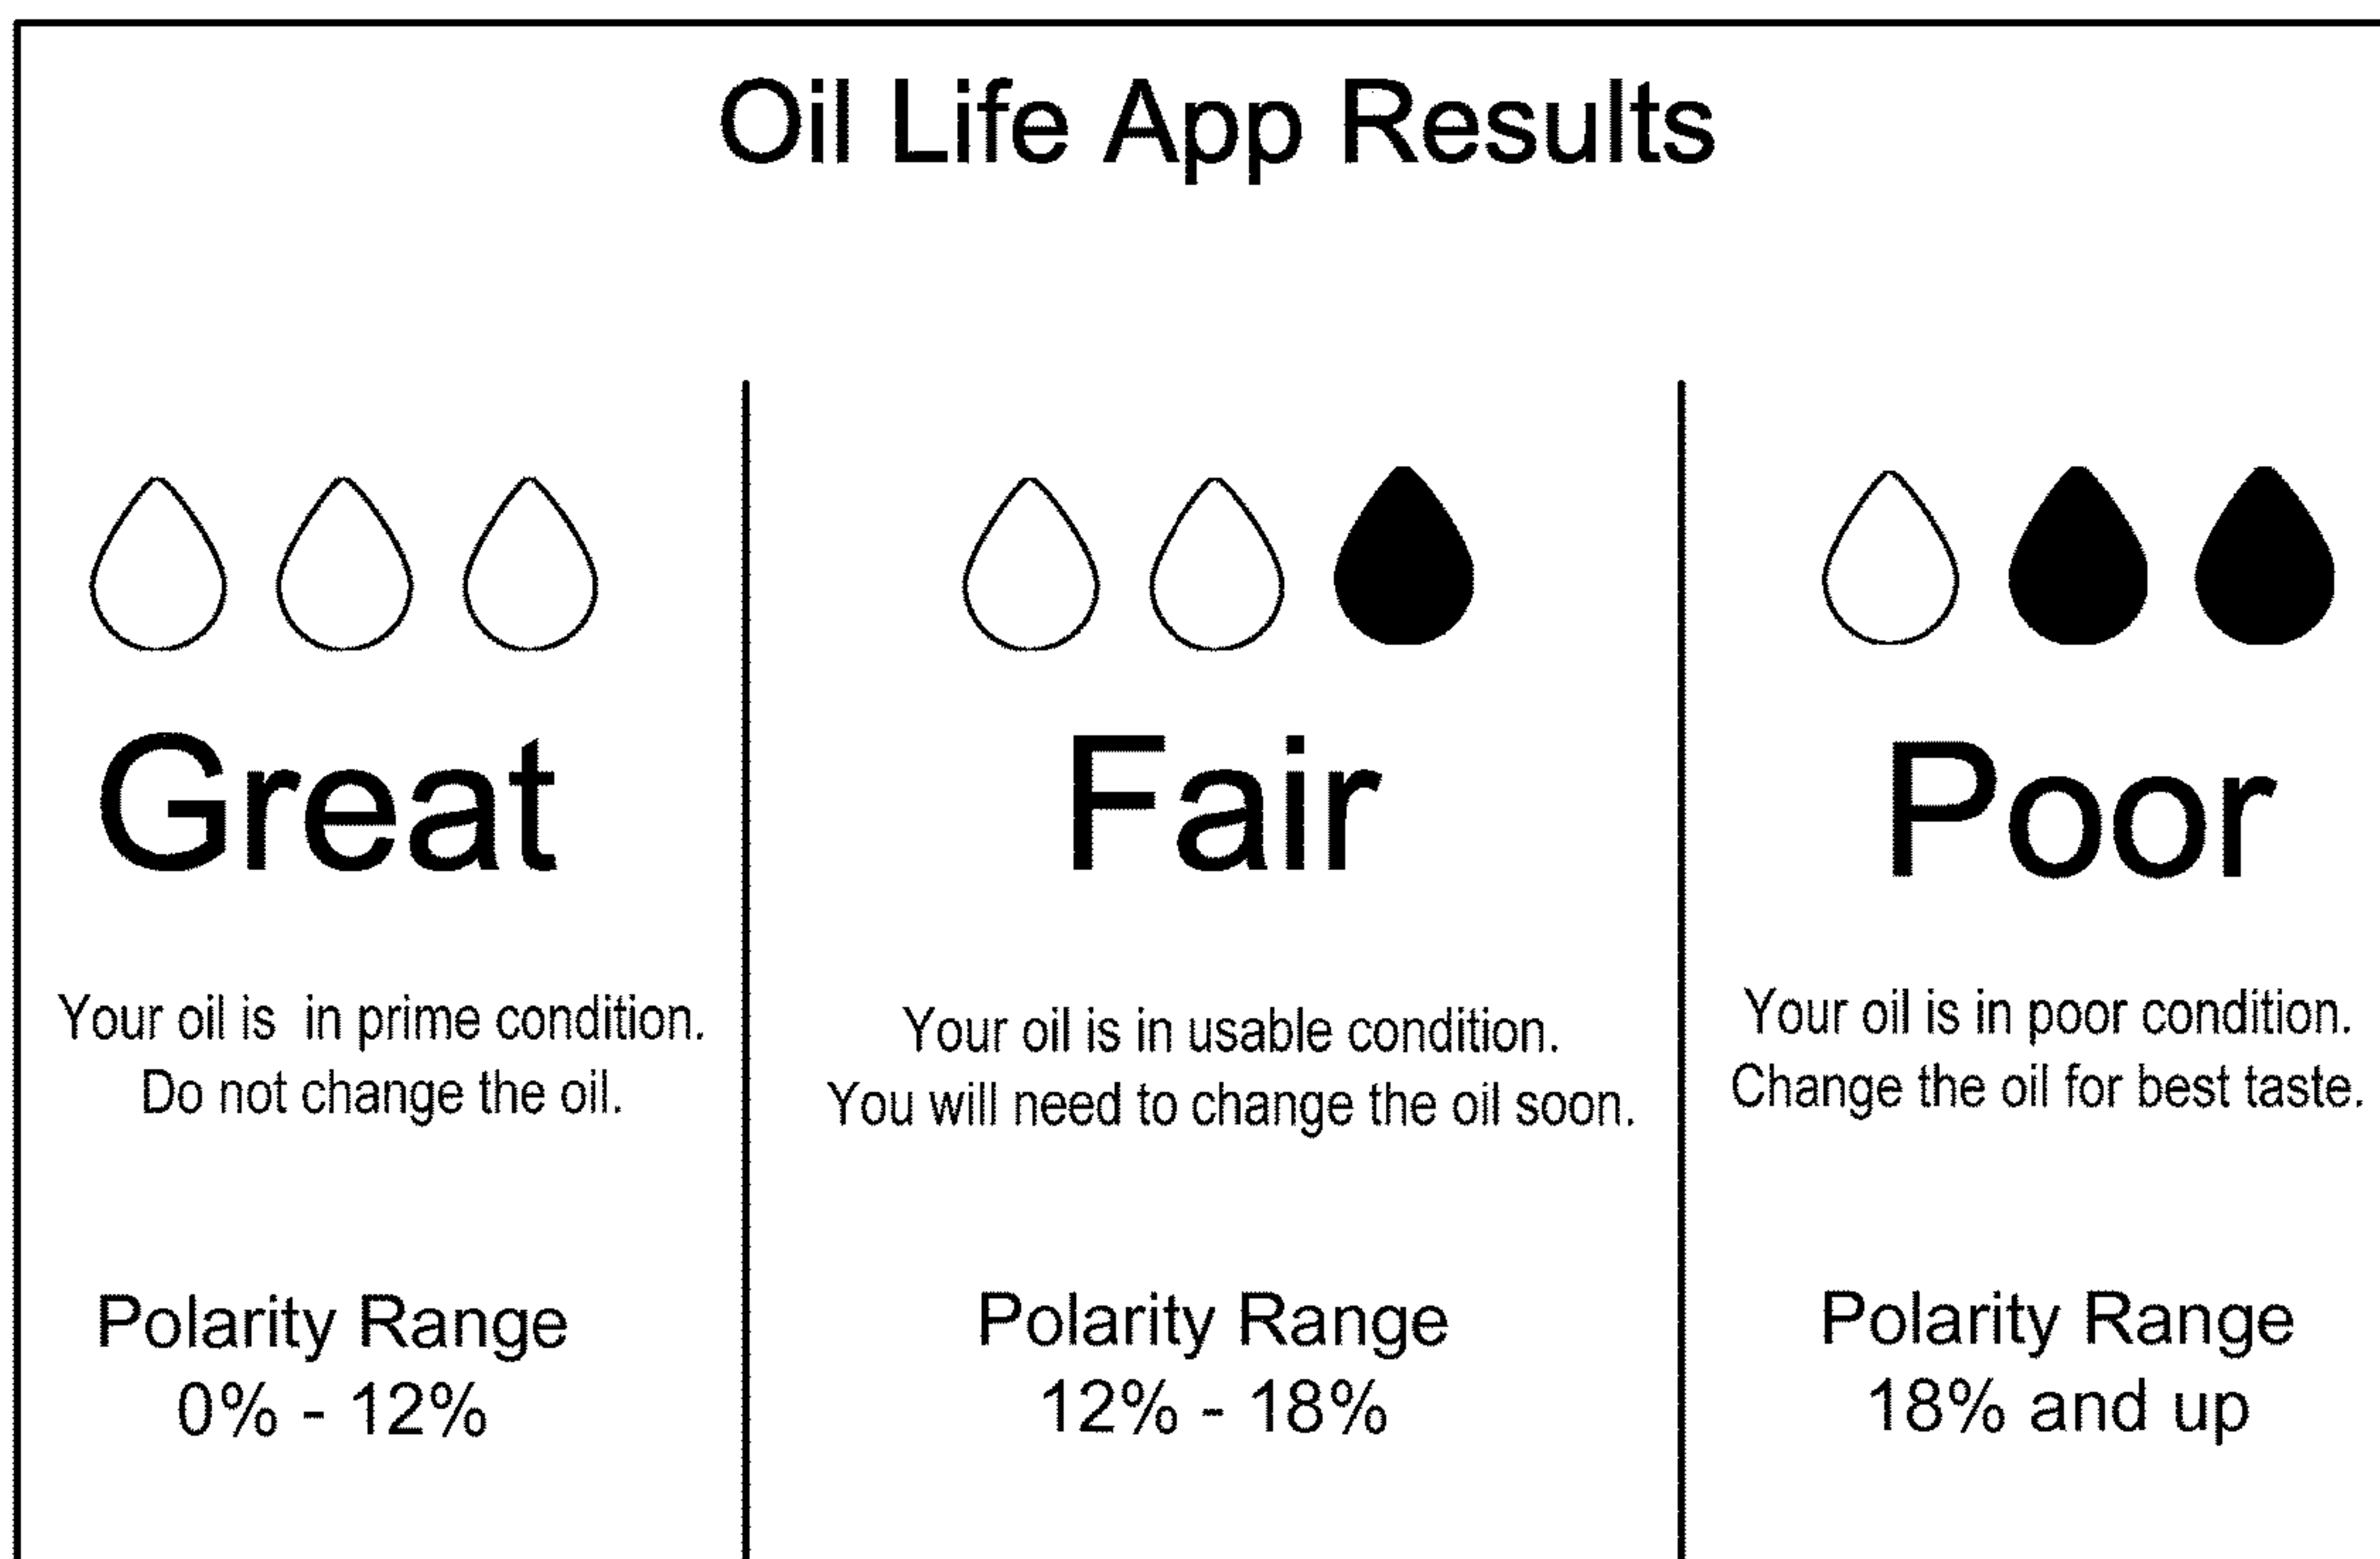 Oil Life App Results
Great
Your oil is in prime condition.
Do not change the oil.
Polarity Range
0% - 12%
Fair
Your oil is in usable condition.
You will need to change the oil soon.
Polarity Range
12% - 18%
Poor
Your oil is in poor condition.
Change the oil for best taste.
Polarity Range
18% and up